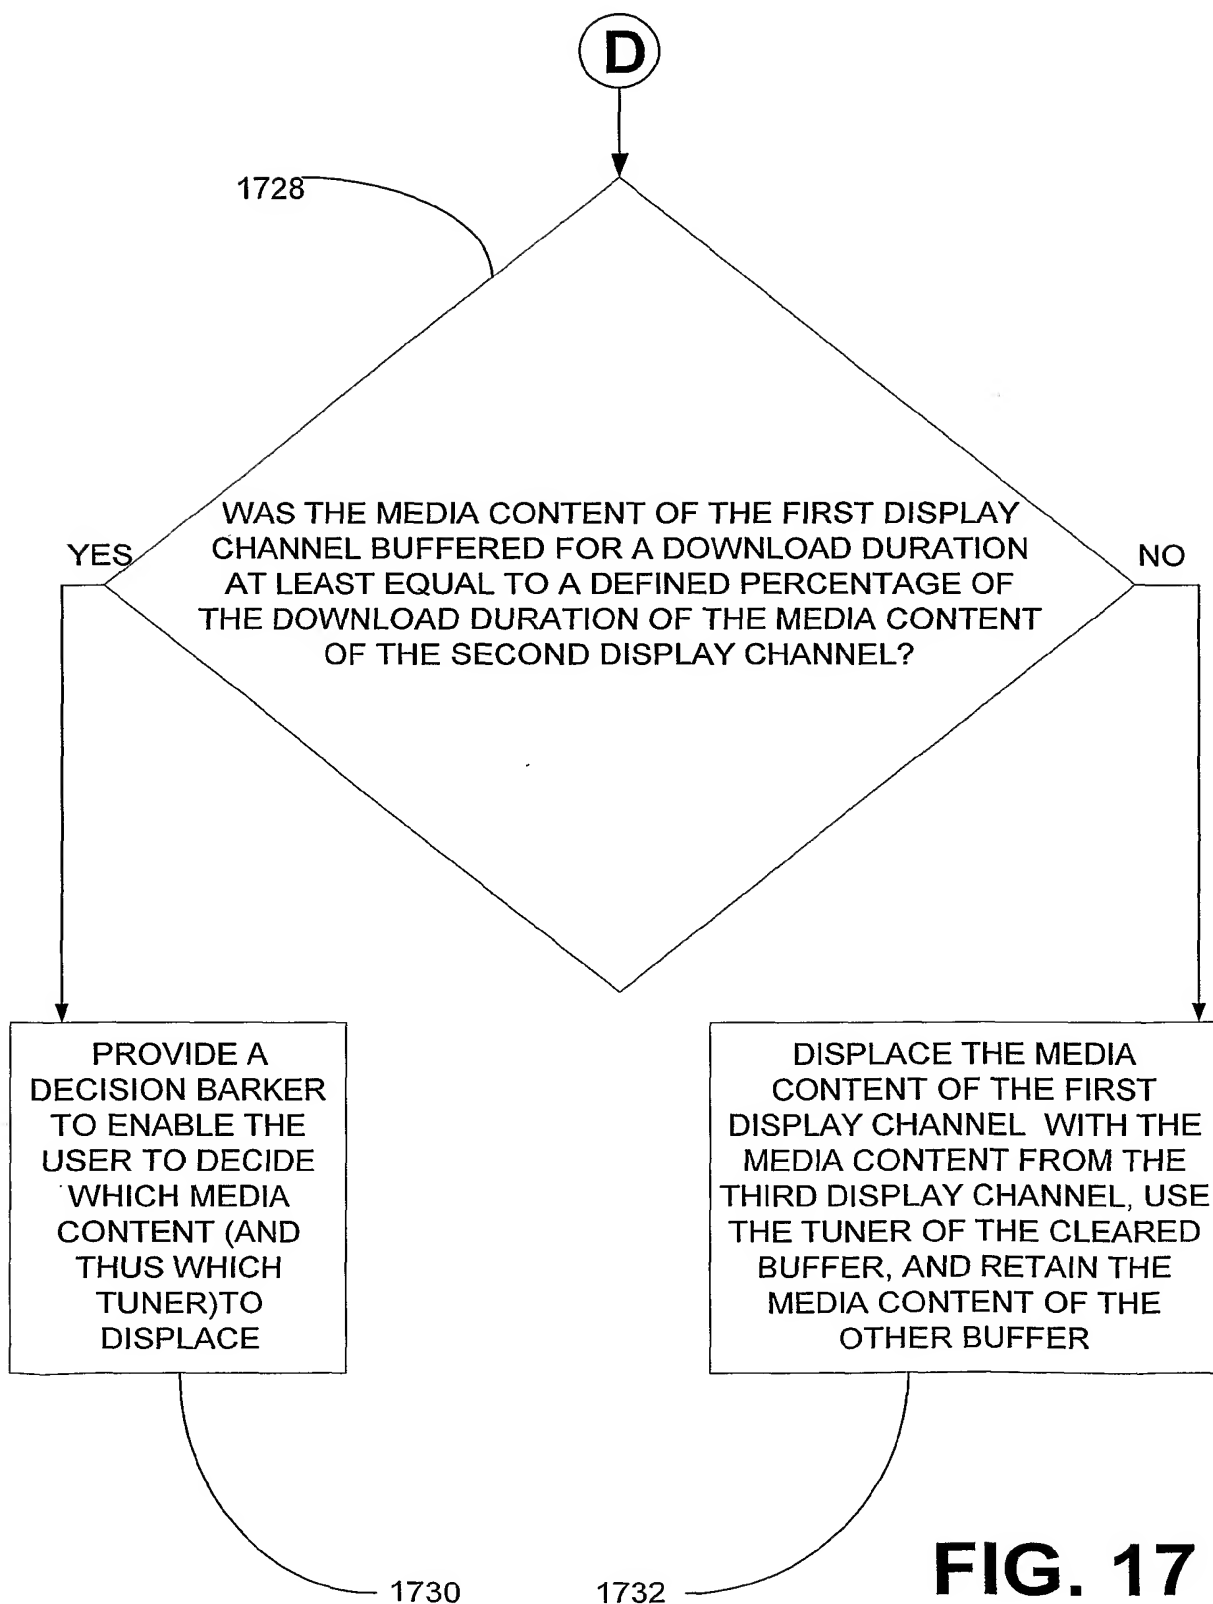 D
1728
WAS THE MEDIA CONTENT OF THE FIRST DISPLAY
CHANNEL BUFFERED FOR A DOWNLOAD DURATION
AT LEAST EQUAL TO A DEFINED PERCENTAGE OF
THE DOWNLOAD DURATION OF THE MEDIA CONTENT
OF THE SECOND DISPLAY CHANNEL?
YES
NO
PROVIDE A
DECISION BARKER
TO ENABLE THE
USER TO DECIDE
WHICH MEDIA
CONTENT (AND
THUS WHICH
TUNER)TO
DISPLACE
DISPLACE THE MEDIA
CONTENT OF THE FIRST
DISPLAY CHANNEL WITH THE
MEDIA CONTENT FROM THE
THIRD DISPLAY CHANNEL, USE
THE TUNER OF THE CLEARED
BUFFER, AND RETAIN THE
MEDIA CONTENT OF THE
OTHER BUFFER
1730
1732
FIG. 17